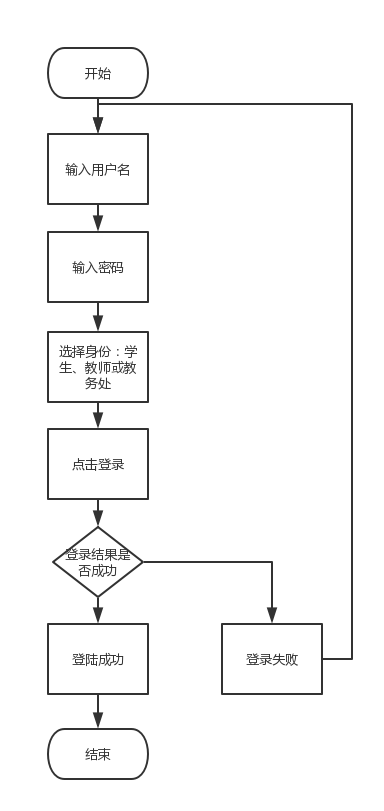 开始
输入用户名
输入密码
选择身份：学
生、教师或教
务处
点击登录
登录结果是
否成功
登陆成功
登录失败
结束